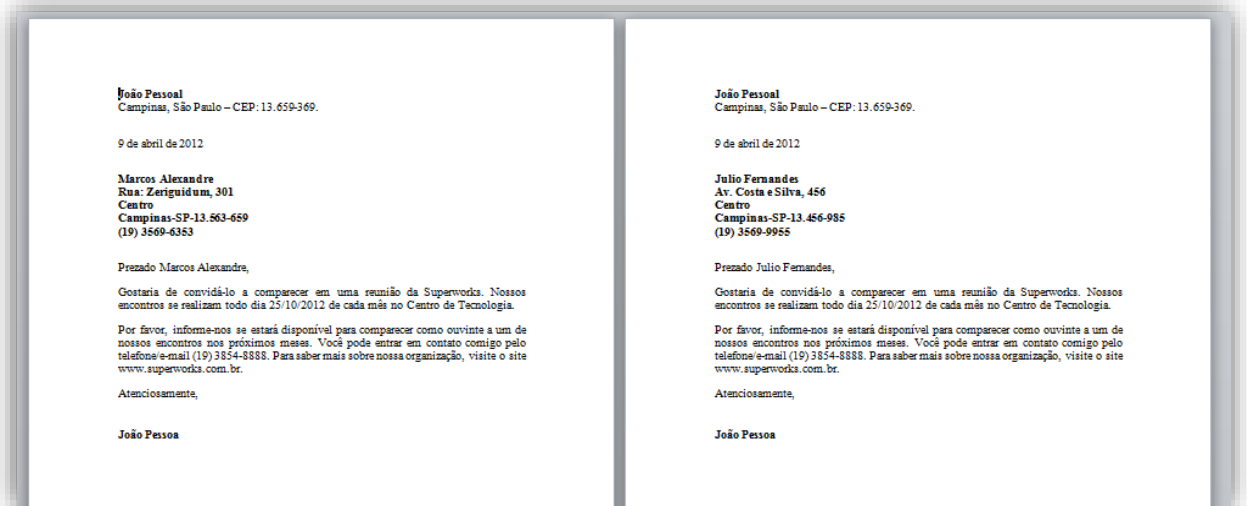 João Pessoal
Campinas, São Paulo – CEP: 13.659-369.
9 de abril de 2012
Marcos Alexandre
Rua: Zeriguidum, 301
Centro
Campinas-SP-13.563-659
(19) 3569-6353
Prezado Marcos Alexandre,
Gostaria de convidá-lo a comparecer em uma reunião da Superworks. Nossos
encontros se realizam todo dia 25/10/2012 de cada mês no Centro de Tecnologia.
Por favor, informe-nos se estará disponível para comparecer como ouvinte a um de
nossos encontros nos próximos meses. Você pode entrar em contato comigo pelo
telefone/e-mail (19) 3854-8888. Para saber mais sobre nossa organização, visite o site
www.superworks.com.br.
Atenciosamente,
João Pessoa
João Pessoal
Campinas, São Paulo – CEP: 13.659-369.
9 de abril de 2012
Julio Fernandes
Av. Costa e Silva, 456
Centro
Campinas-SP-13.456-985
(19) 3569-9955
Prezado Julio Fernandes,
Gostaria de convidá-lo a comparecer em uma reunião da Superworks. Nossos
encontros se realizam todo dia 25/10/2012 de cada mês no Centro de Tecnologia.
Por favor, informe-nos se estará disponível para comparecer como ouvinte a um de
nossos encontros nos próximos meses. Você pode entrar em contato comigo pelo
telefone/e-mail (19) 3854-8888. Para saber mais sobre nossa organização, visite o site
www.superworks.com.br.
Atenciosamente,
João Pessoa